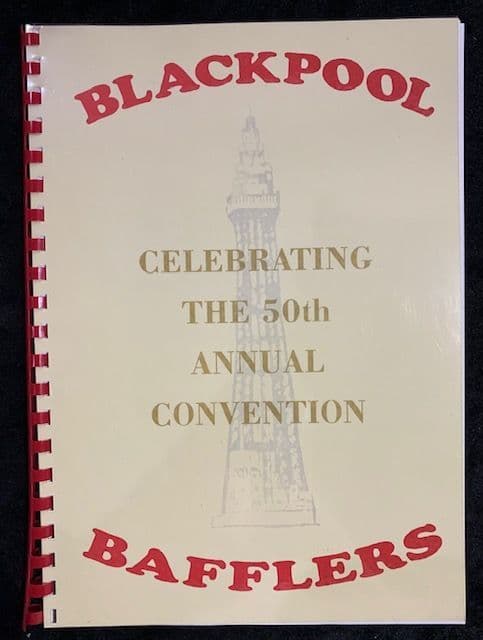 BLACKPOOL
CELEBRATING
THE 50th
ANNUAL
CONVENTION
BAFFLERS